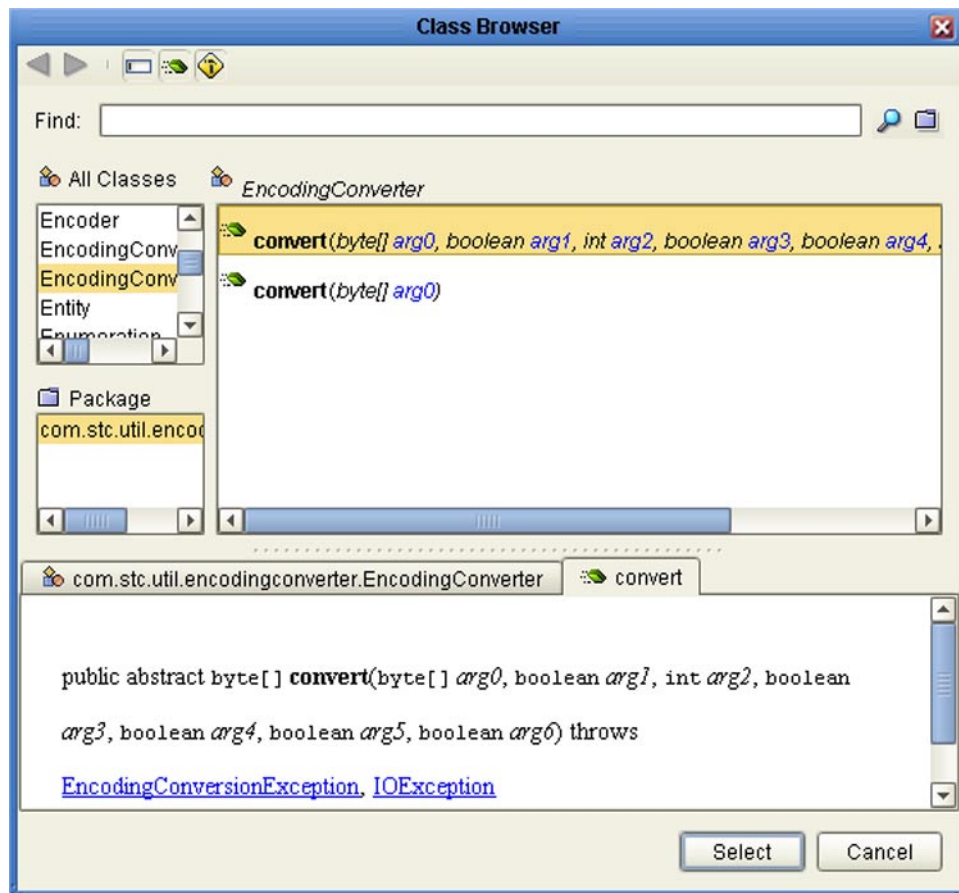 Class Browser
Find:
All Classes
EncodingConverter
Encoder
EncodingConv
EncodingConv
Entity
Enumeration
convert(byte[] arg0, boolean arg1, int arg2, boolean arg3, boolean arg4, .
convert(byte[] arg0)
Package
com.stc.util.encod
com.stc.util.encodingconverter.EncodingConverter
convert
public abstract byte[] convert(byte[] arg0, boolean arg1, int arg2, boolean
arg3, boolean arg4, boolean arg5, boolean arg6) throws
EncodingConversionException, IOException
Select
Cancel